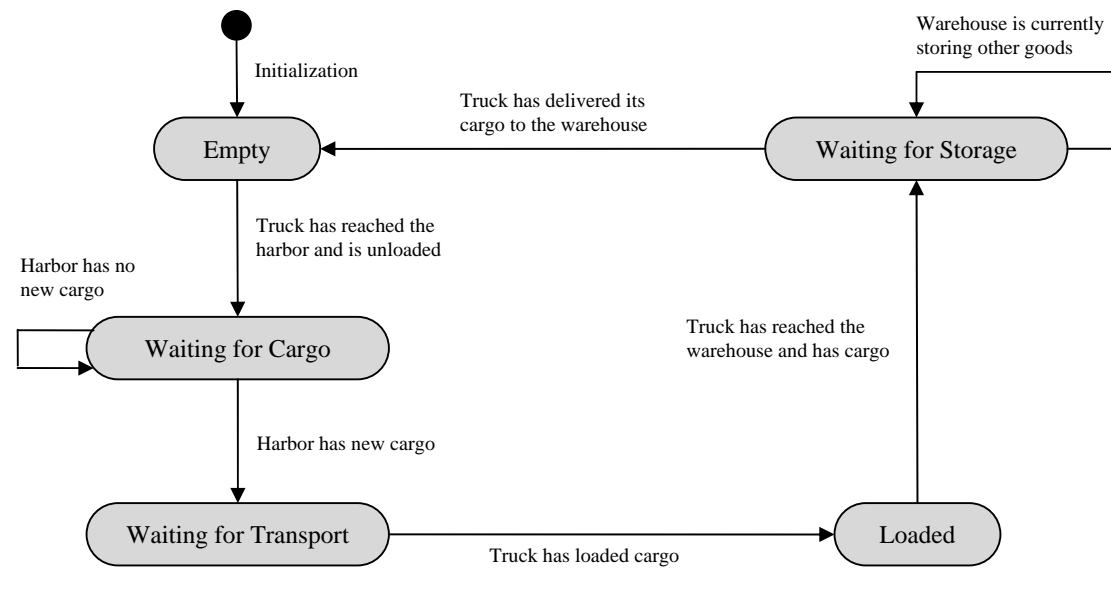 Warehouse is currently
storing other goods
Initialization
Truck has delivered its
cargo to the warehouse
Empty
Waiting for Storage
Truck has reached the
harbor and is unloaded
Harbor has no
new cargo
Waiting for Cargo
Truck has reached the
warehouse and has cargo
Harbor has new cargo
Waiting for Transport
Loaded
Truck has loaded cargo